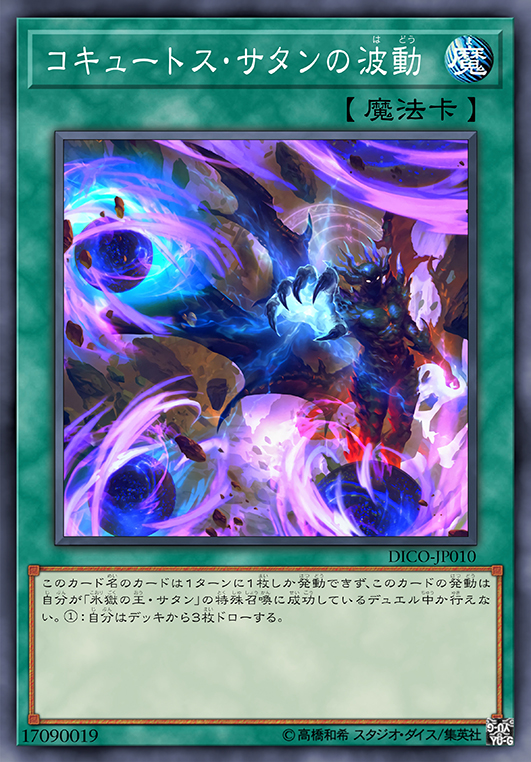 コキュートス・サタンの波動
魔
【魔法卡】
DICO-JP010
このカード名のカードは1ターンに1枚しか発動できず、このカードの発動は
自分が「氷獄の王・サタン」の特殊召喚に成功しているデュエル中か行えな
い。①:自分はデッキから3枚ドローする。
17090019
©高橋和希 スタジオ・ダイス/集英社